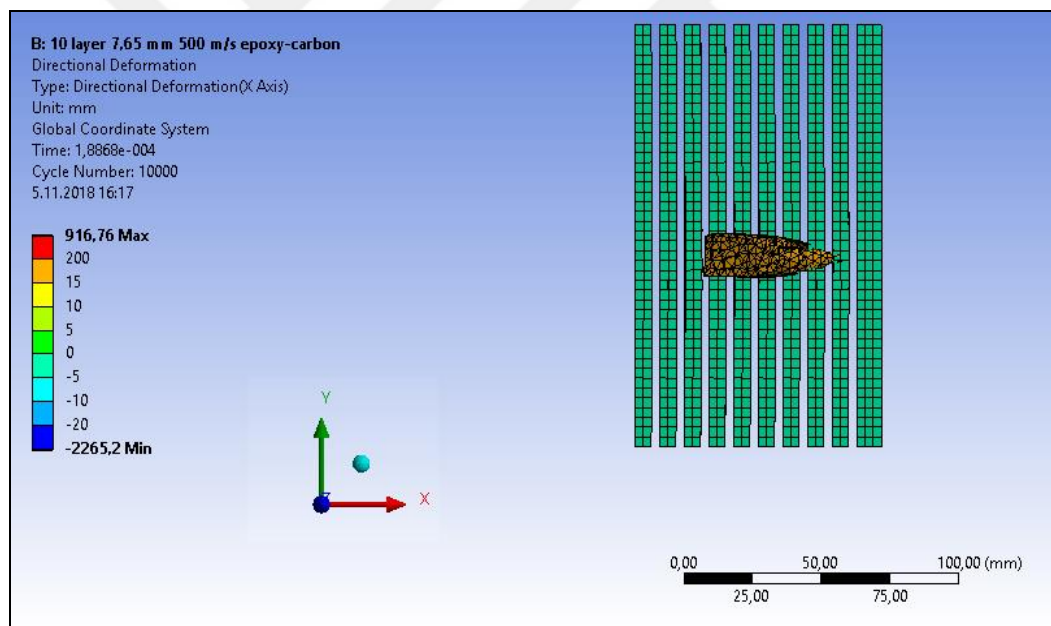 B: 10 layer 7,65 mm 500 m/s epoxy-carbon
Directional Deformation
Type: Directional Deformation(X Axis)
Unit: mm
Global Coordinate System
Time: 1,8868e-004
Cycle Number: 10000
5.11.2018 16:17
916,76 Max
200
15
10
5
0
-5
-10
-20
-2265,2 Min
Y
Z
X
0,00 50,00 100,00 (mm)
25,00 75,00